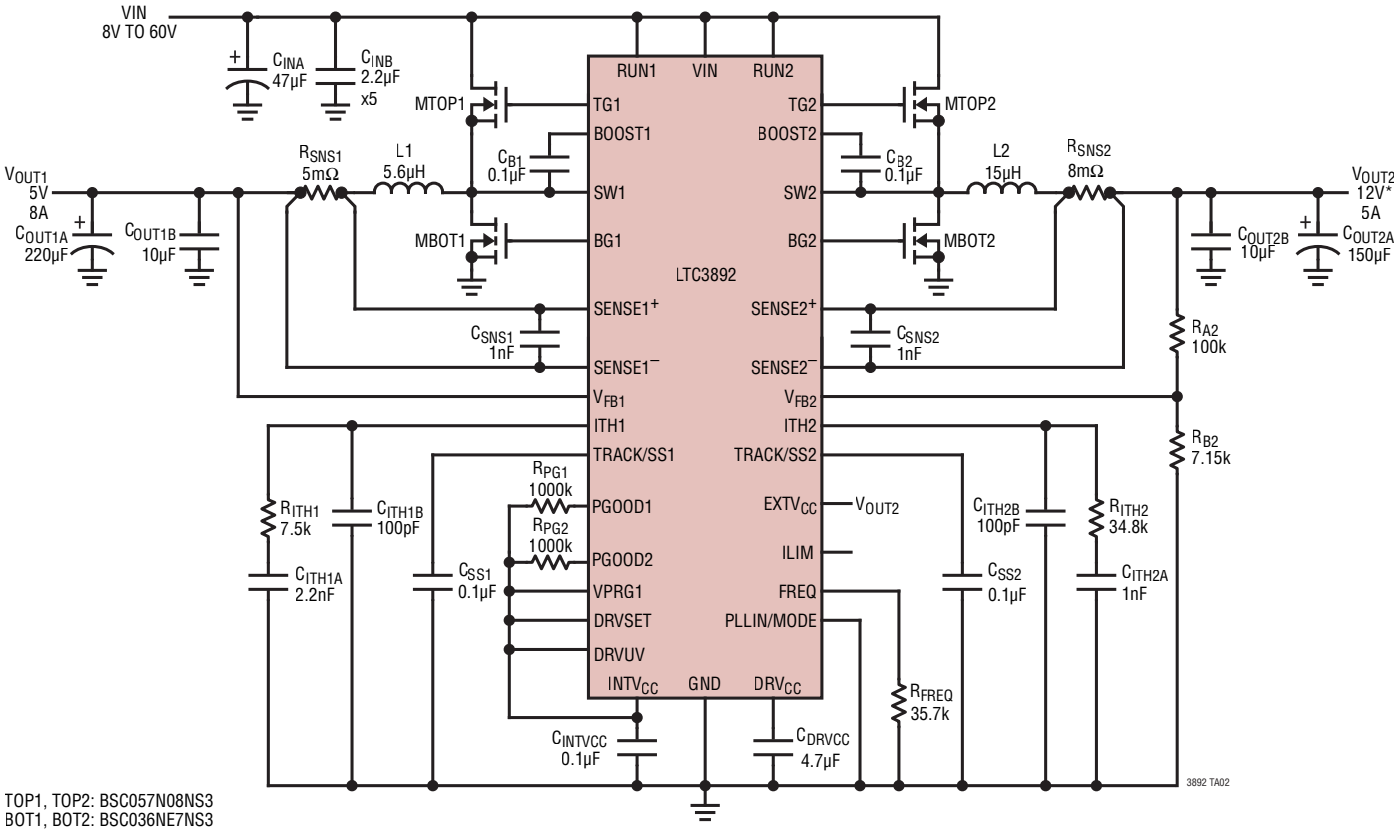 VIN
8V TO 60V
CINA
47µF
CINB
2.2µF
x5
MTOP1
RUN1
VIN
RUN2
TG1
BOOST1
SW1
BG1
SENSE1+
SENSE1−
VFB1
ITH1
TRACK/SS1
PGOOD1
PGOOD2
VPRG1
DRVSET
DRVUV
INTVCC
GND
DRVCC
LTC3892
TG2
BOOST2
SW2
BG2
SENSE2+
SENSE2−
VFB2
ITH2
TRACK/SS2
EXTVCC
VOUT2
ILIM
FREQ
PLLIN/MODE
MTOP2
CB1
0.1µF
CB2
0.1µF
VOUT1
5V
8A
RSNS1
5mΩ
L1
5.6µH
L2
15µH
RSNS2
8mΩ
VOUT2
12V*
5A
COUT1A
220µF
COUT1B
10µF
MBOT1
MBOT2
COUT2B
10µF
COUT2A
150µF
CSNS1
1nF
CSNS2
1nF
RA2
100k
RB2
7.15k
RITH1
7.5k
CITH1A
2.2nF
CITH1B
100pF
CSS1
0.1µF
RPG1
1000k
RPG2
1000k
CITH2B
100pF
RITH2
34.8k
CITH2A
1nF
CSS2
0.1µF
RFREQ
35.7k
CINTVCC
0.1µF
CDRVCC
4.7µF
3892 TA02
TOP1, TOP2: BSC057N08NS3
BOT1, BOT2: BSC036NE7NS3